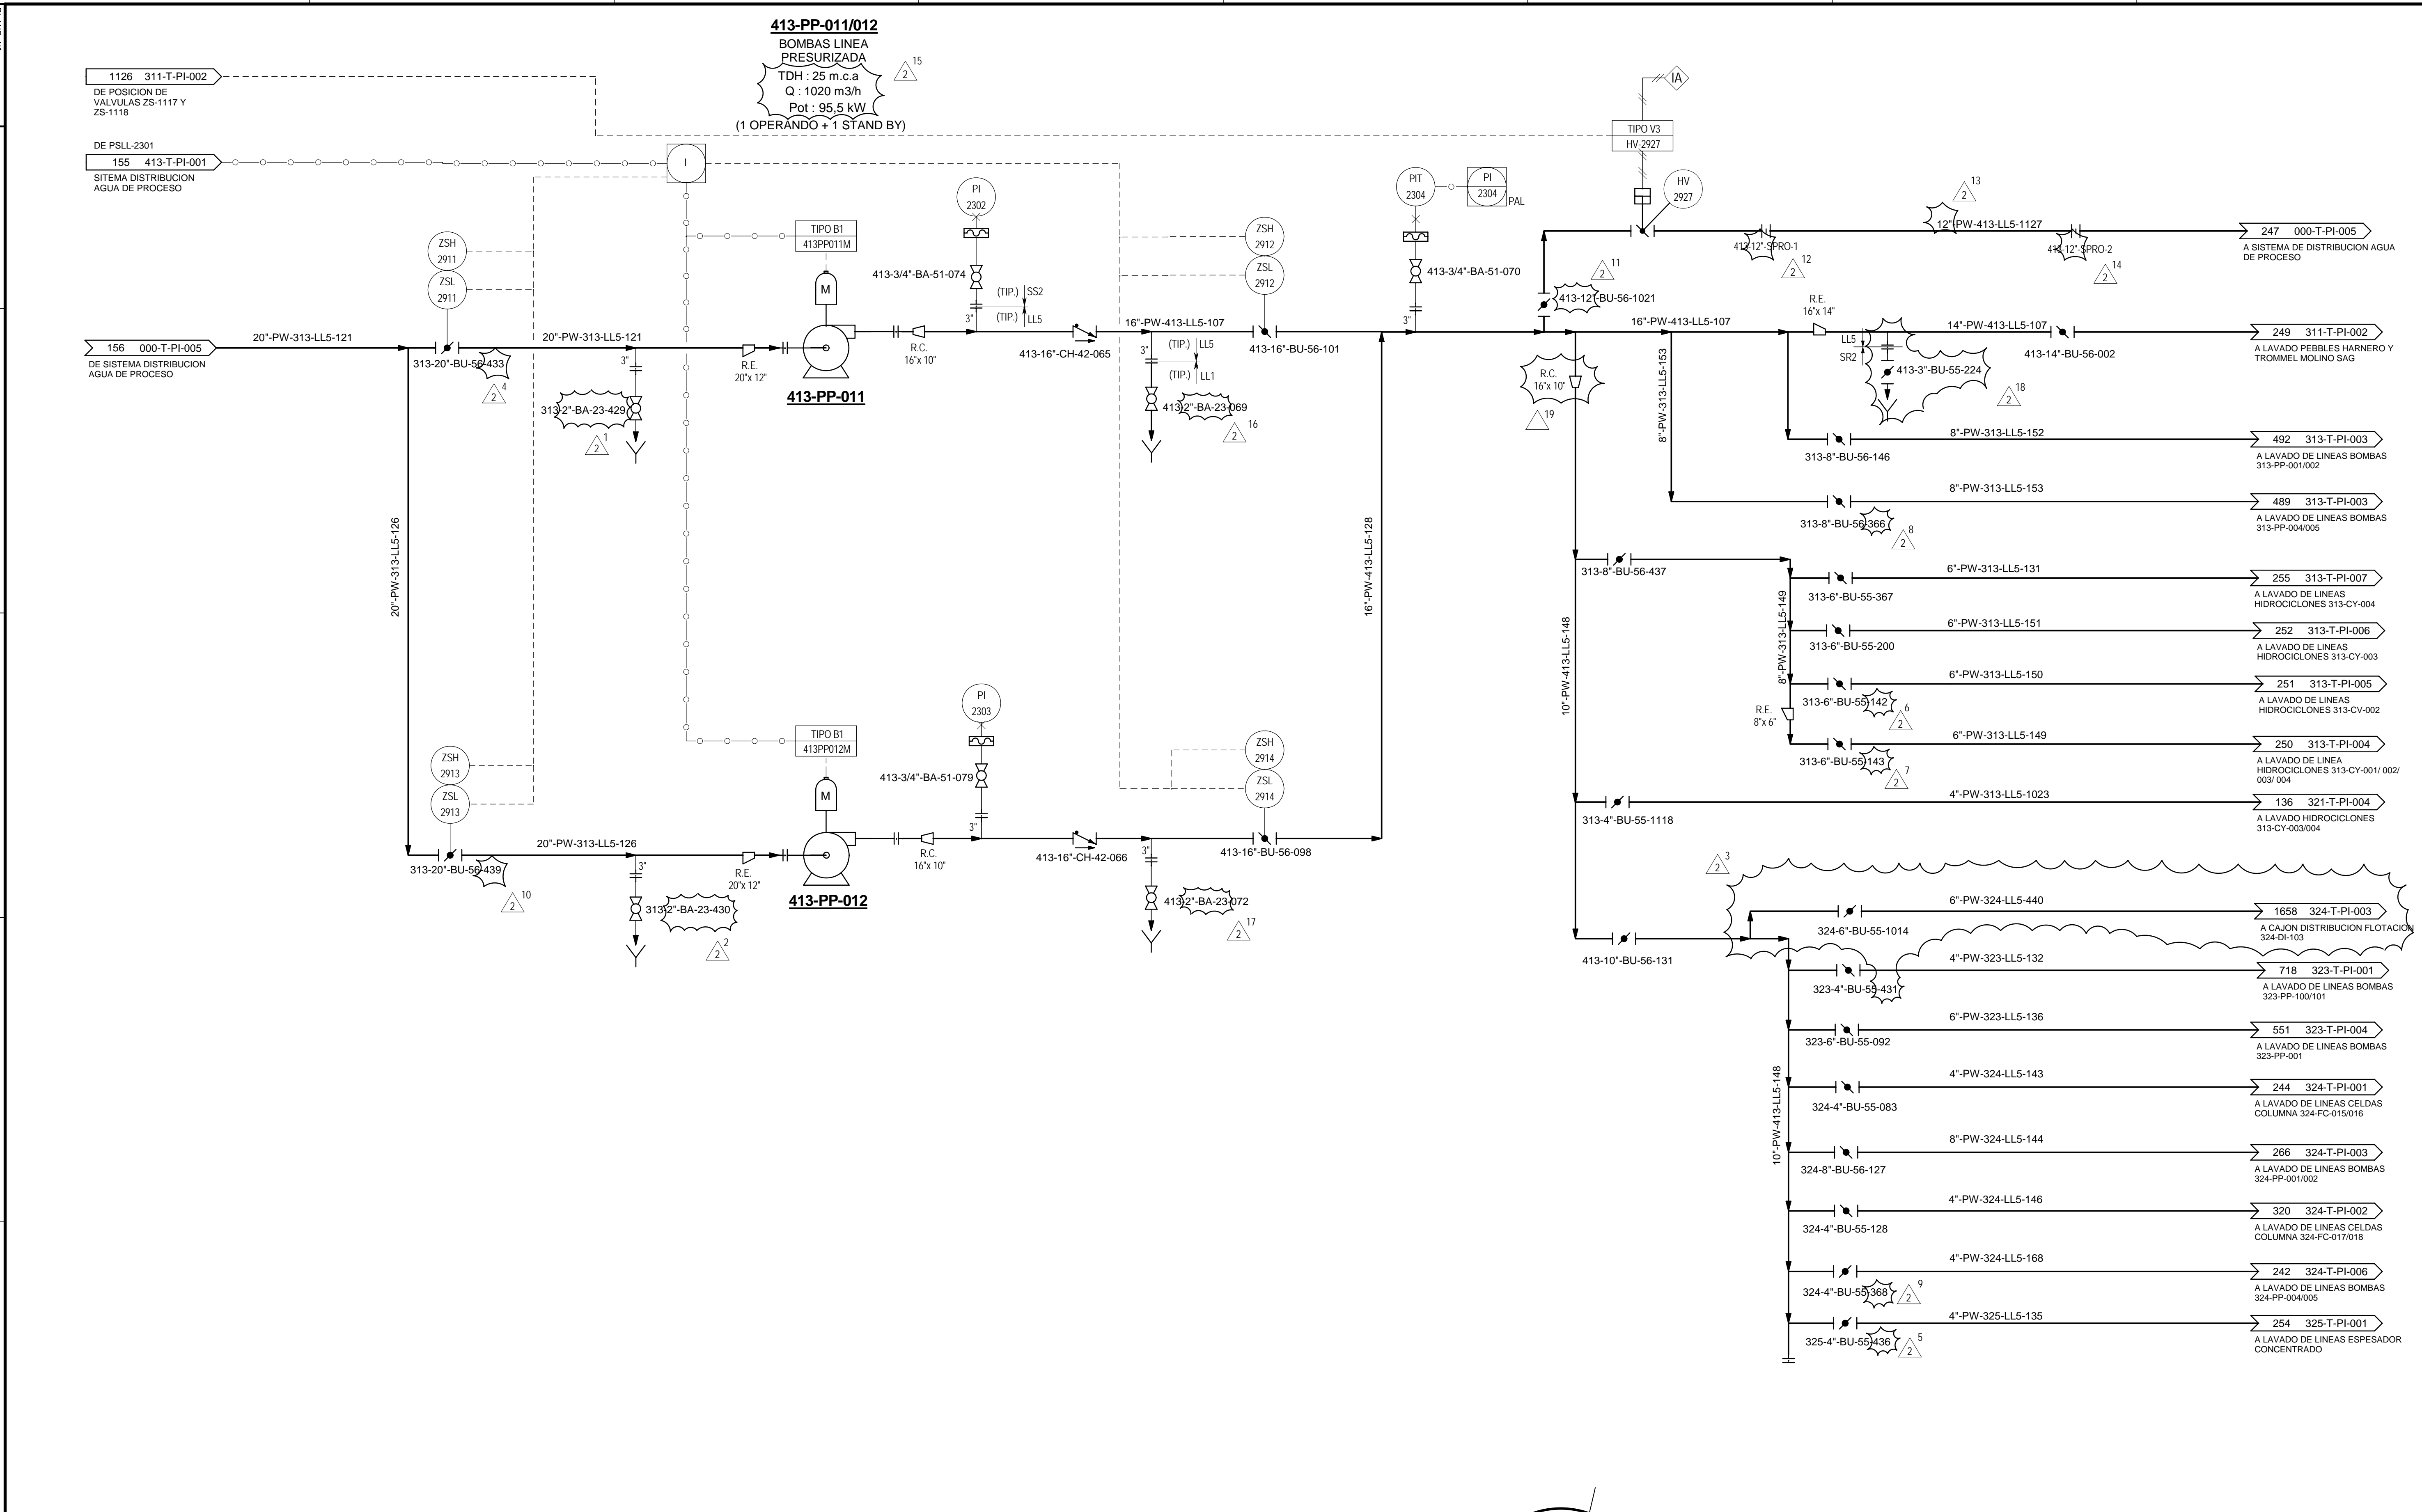 413-PP-011/012
BOMBAS LINEA
PRESURIZADA
TDH : 25 m.c.a
Q : 1020 m3/h
Pot : 95,5 kW
(1 OPERANDO + 1 STAND BY)
2
15
1126 311-T-PI-002
DE POSICION DE
VALVULAS ZS-1117 Y
ZS-1118
DE PSLL-2301
155 413-T-PI-001
SITEMA DISTRIBUCION
AGUA DE PROCESO
I
IA
TIPO V3
HV-2927
HV
2927
PIT
2304
PI
2304
PAL
PI
2302
TIPO B1
413PP011M
M
ZSH
2911
ZSL
2911
ZSH
2912
ZSL
2912
413-3/4"-BA-51-074
(TIP.) SS2
(TIP.) LL5
3"
413-3/4"-BA-51-070
3"
156 000-T-PI-005
DE SISTEMA DISTRIBUCION
AGUA DE PROCESO
20"-PW-313-LL5-121
313-20"-BU-56-433
2
4
20"-PW-313-LL5-121
3"
313-2"-BA-23-429
2
1
R.E.
20"x 12"
413-PP-011
R.C.
16"x 10"
413-16"-CH-42-065
16"-PW-413-LL5-107
3"
(TIP.) LL5
(TIP.) LL1
413-2"-BA-23-069
2
16
413-16"-BU-56-101
2
11
413-12"-BU-56-1021
413-12"-SPRO-1
2
12
2
13
12"-PW-413-LL5-1127
413-12"-SPRO-2
2
14
247 000-T-PI-005
A SISTEMA DE DISTRIBUCION AGUA
DE PROCESO
16"-PW-413-LL5-107
R.E.
16"x 14"
14"-PW-413-LL5-107
LL5
SR2
413-3"-BU-55-224
2
18
413-14"-BU-56-002
249 311-T-PI-002
A LAVADO PEBBLES HARNERO Y
TROMMEL MOLINO SAG
R.C.
16"x 10"
19
8"-PW-313-LL5-153
8"-PW-313-LL5-152
313-8"-BU-56-146
492 313-T-PI-003
A LAVADO DE LINEAS BOMBAS
313-PP-001/002
8"-PW-313-LL5-153
313-8"-BU-56-366
2
8
489 313-T-PI-003
A LAVADO DE LINEAS BOMBAS
313-PP-004/005
20"-PW-313-LL5-126
16"-PW-413-LL5-128
10"-PW-413-LL5-148
313-8"-BU-56-437
8"-PW-313-LL5-149
6"-PW-313-LL5-131
313-6"-BU-55-367
255 313-T-PI-007
A LAVADO DE LINEAS
HIDROCICLONES 313-CY-004
6"-PW-313-LL5-151
313-6"-BU-55-200
252 313-T-PI-006
A LAVADO DE LINEAS
HIDROCICLONES 313-CY-003
6"-PW-313-LL5-150
313-6"-BU-55-142
2
6
251 313-T-PI-005
A LAVADO DE LINEAS
HIDROCICLONES 313-CV-002
R.E.
8"x 6"
6"-PW-313-LL5-149
313-6"-BU-55-143
2
7
250 313-T-PI-004
A LAVADO DE LINEA
HIDROCICLONES 313-CY-001/ 002/
003/ 004
4"-PW-313-LL5-1023
313-4"-BU-55-1118
136 321-T-PI-004
A LAVADO HIDROCICLONES
313-CY-003/004
PI
2303
TIPO B1
413PP012M
M
ZSH
2913
ZSL
2913
ZSH
2914
ZSL
2914
413-3/4"-BA-51-079
3"
313-20"-BU-56-439
2
10
20"-PW-313-LL5-126
3"
313-2"-BA-23-430
2
2
R.E.
20"x 12"
413-PP-012
R.C.
16"x 10"
413-16"-CH-42-066
3"
413-2"-BA-23-072
2
17
413-16"-BU-56-098
2
3
6"-PW-324-LL5-440
324-6"-BU-55-1014
1658 324-T-PI-003
A CAJON DISTRIBUCION FLOTACION
324-DI-103
413-10"-BU-56-131
4"-PW-323-LL5-132
323-4"-BU-55-431
718 323-T-PI-001
A LAVADO DE LINEAS BOMBAS
323-PP-100/101
6"-PW-323-LL5-136
323-6"-BU-55-092
551 323-T-PI-004
A LAVADO DE LINEAS BOMBAS
323-PP-001
10"-PW-413-LL5-148
4"-PW-324-LL5-143
324-4"-BU-55-083
244 324-T-PI-001
A LAVADO DE LINEAS CELDAS
COLUMNA 324-FC-015/016
8"-PW-324-LL5-144
324-8"-BU-56-127
266 324-T-PI-003
A LAVADO DE LINEAS BOMBAS
324-PP-001/002
4"-PW-324-LL5-146
324-4"-BU-55-128
320 324-T-PI-002
A LAVADO DE LINEAS CELDAS
COLUMNA 324-FC-017/018
4"-PW-324-LL5-168
324-4"-BU-55-368
2
9
242 324-T-PI-006
A LAVADO DE LINEAS BOMBAS
324-PP-004/005
4"-PW-325-LL5-135
325-4"-BU-55-436
2
5
254 325-T-PI-001
A LAVADO DE LINEAS ESPESADOR
CONCENTRADO